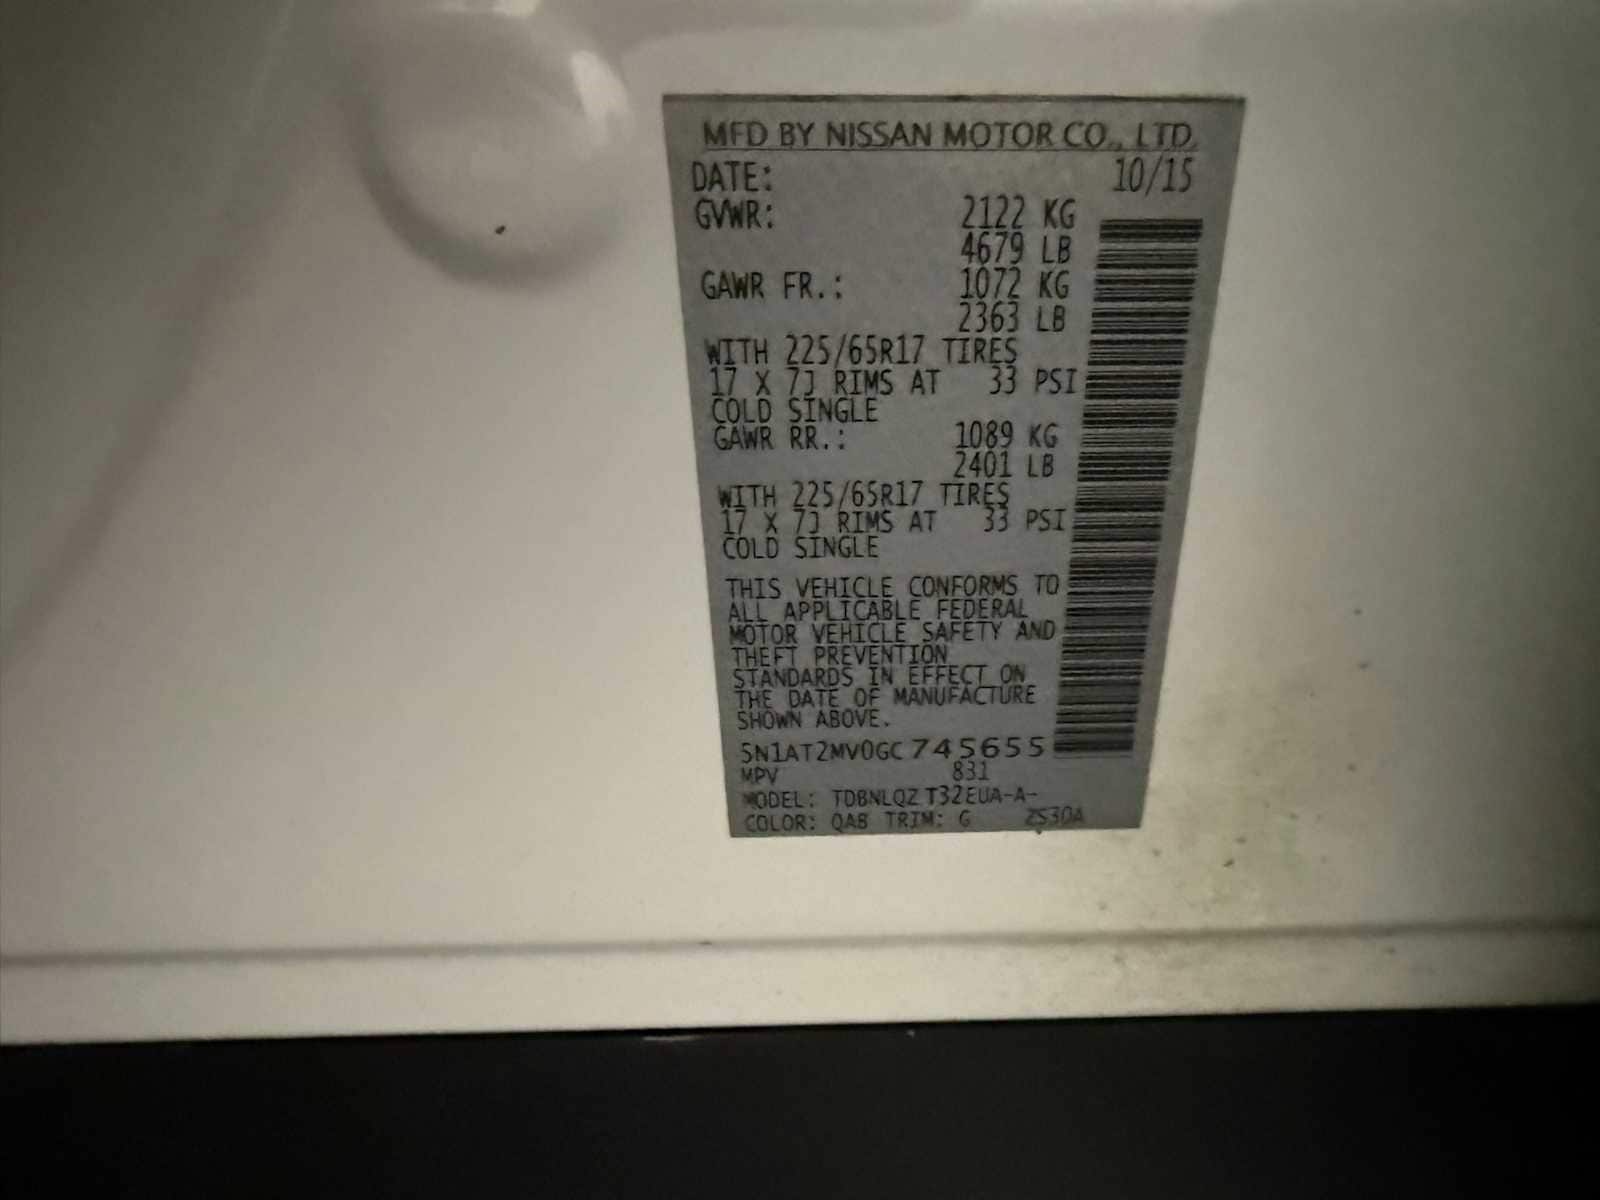 MFD BY NISSAN MOTOR CO., LTD.
DATE: 10/15
GVWR: 2122 KG
4679 LB
GAWR FR.: 1072 KG
2363 LB
WITH 225/65R17 TIRES
17 X 7J RIMS AT 33 PSI
COLD SINGLE
GAWR RR.: 1089 KG
2401 LB
WITH 225/65R17 TIRES
17 X 7J RIMS AT 33 PSI
COLD SINGLE
THIS VEHICLE CONFORMS TO
ALL APPLICABLE FEDERAL
MOTOR VEHICLE SAFETY AND
THEFT PREVENTION
STANDARDS IN EFFECT ON
THE DATE OF MANUFACTURE
SHOWN ABOVE.
5N1AT2MV0GC745655
MPV 831
MODEL: TDBNLQZ T32EUA-A-
COLOR: QAB TRIM: G ZS30A